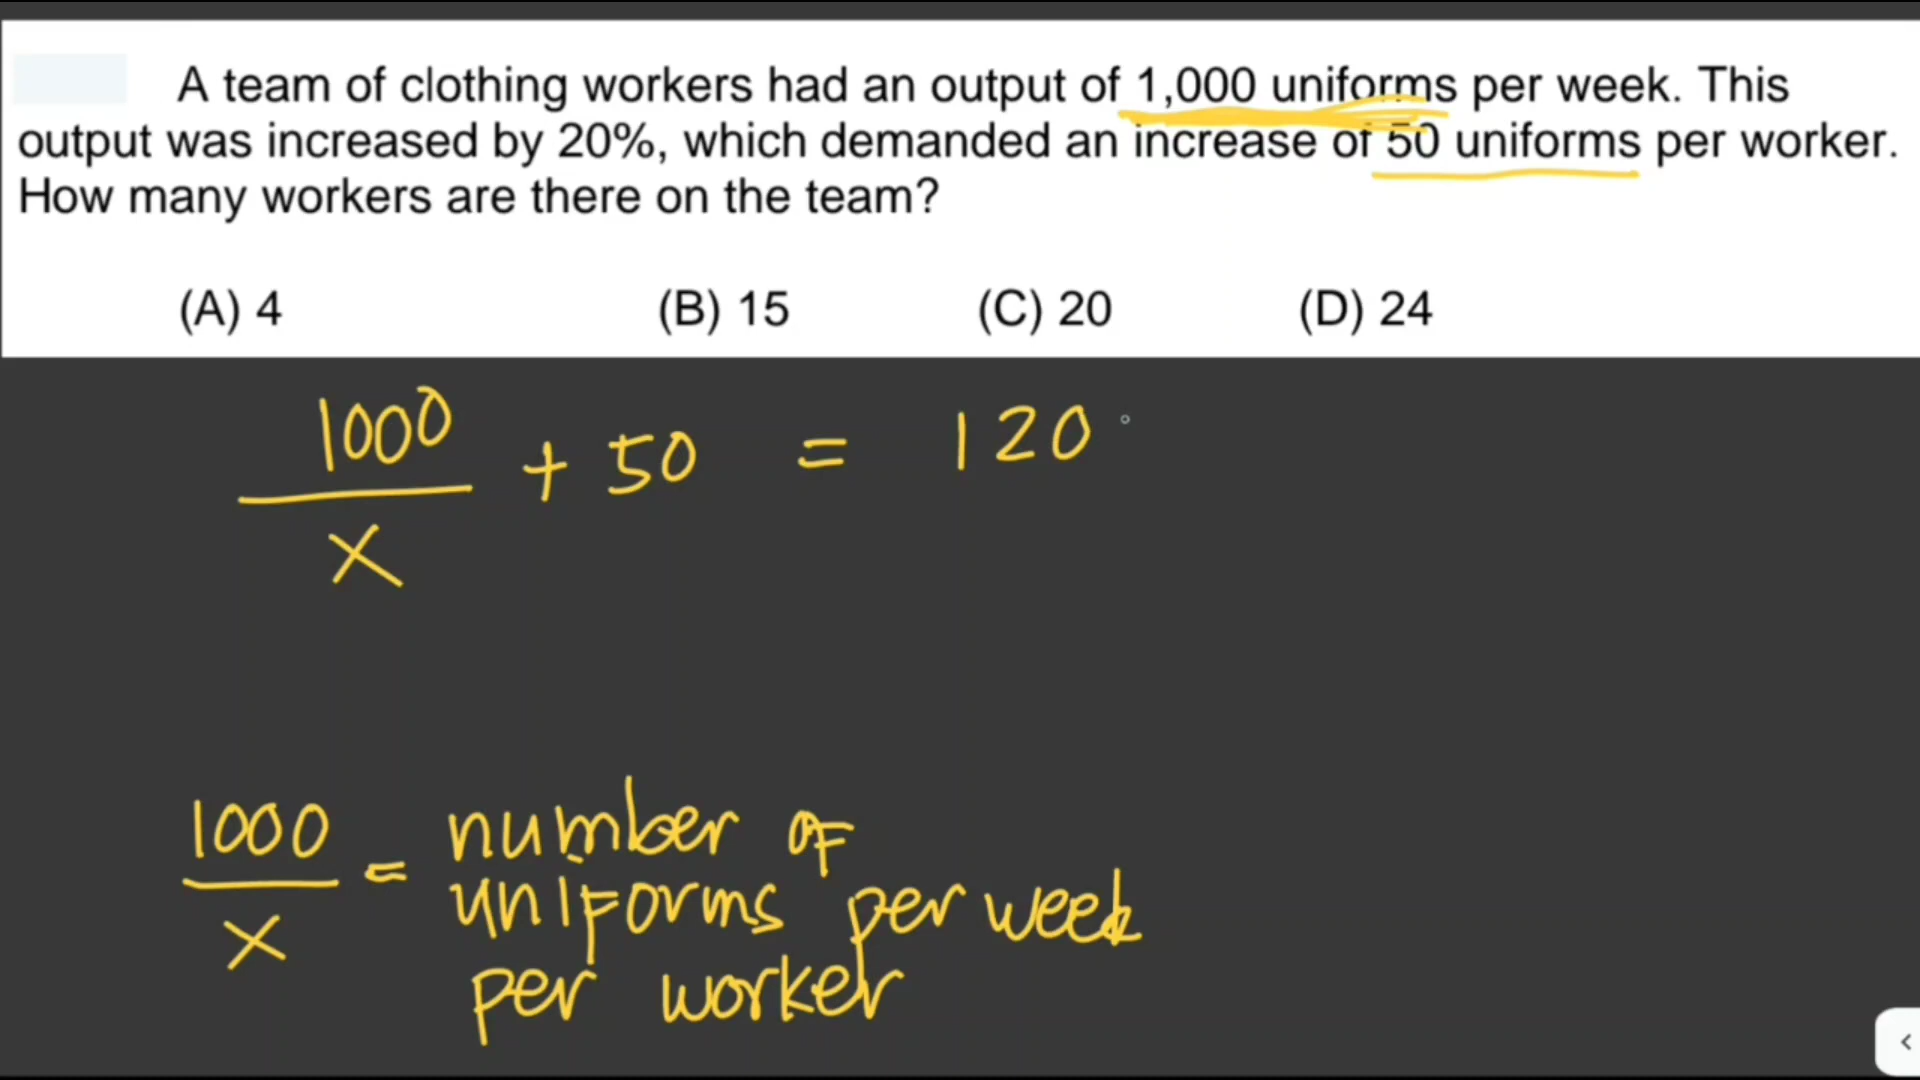 A team of clothing workers had an output of 1,000 uniforms per week. This
output was increased by 20%, which demanded an increase of 50 uniforms per worker.
How many workers are there on the team?
(A) 4 (B) 15 (C) 20 (D) 24
1000
+ 50 = 120
x
1000
= number of
uniforms per week
x
per worker
<